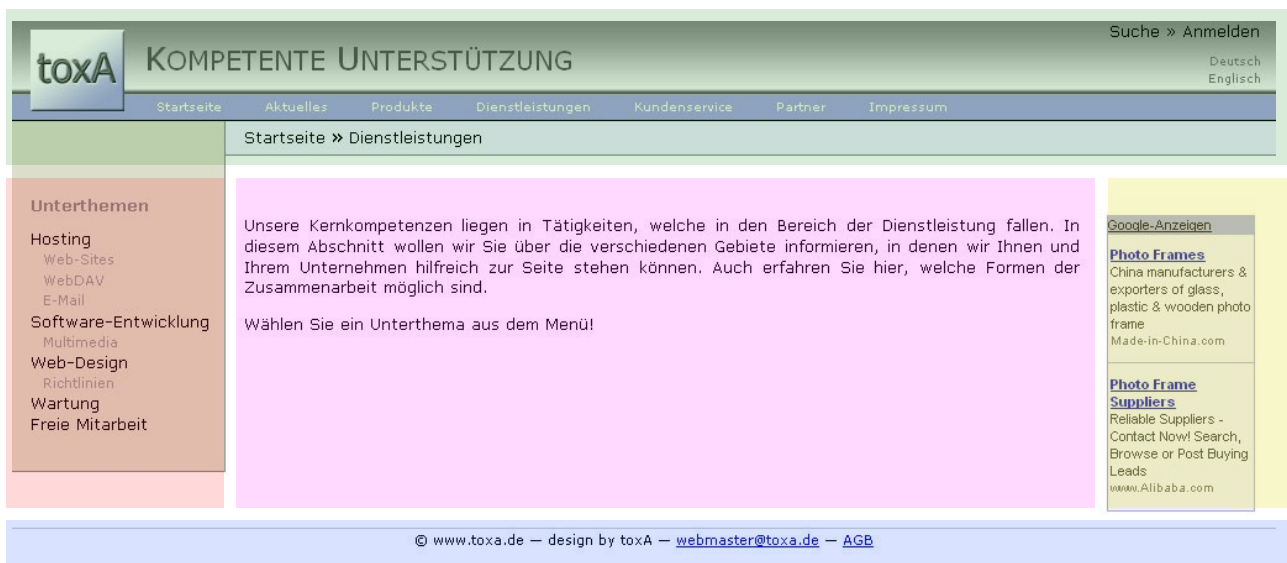 Suche » Anmelden
toxA
KOMPETENTE UNTERSTÜTZUNG
Deutsch
Englisch
Startseite Aktuelles Produkte Dienstleistungen Kundenservice Partner Impressum
Startseite » Dienstleistungen
Unterthemen
Hosting
Web-Sites
WebDAV
E-Mail
Software-Entwicklung
Multimedia
Web-Design
Richtlinien
Wartung
Freie Mitarbeit
Unsere Kernkompetenzen liegen in Tätigkeiten, welche in den Bereich der Dienstleistung fallen. In
diesem Abschnitt wollen wir Sie über die verschiedenen Gebiete informieren, in denen wir Ihnen und
Ihrem Unternehmen hilfreich zur Seite stehen können. Auch erfahren Sie hier, welche Formen der
Zusammenarbeit möglich sind.
Wählen Sie ein Unterthema aus dem Menü!
Google-Anzeigen
Photo Frames
China manufacturers &
exporters of glass,
plastic & wooden photo
frame
Made-in-China.com
Photo Frame
Suppliers
Reliable Suppliers -
Contact Now! Search,
Browse or Post Buying
Leads
www.Alibaba.com
© www.toxa.de — design by toxA — webmaster@toxa.de — AGB